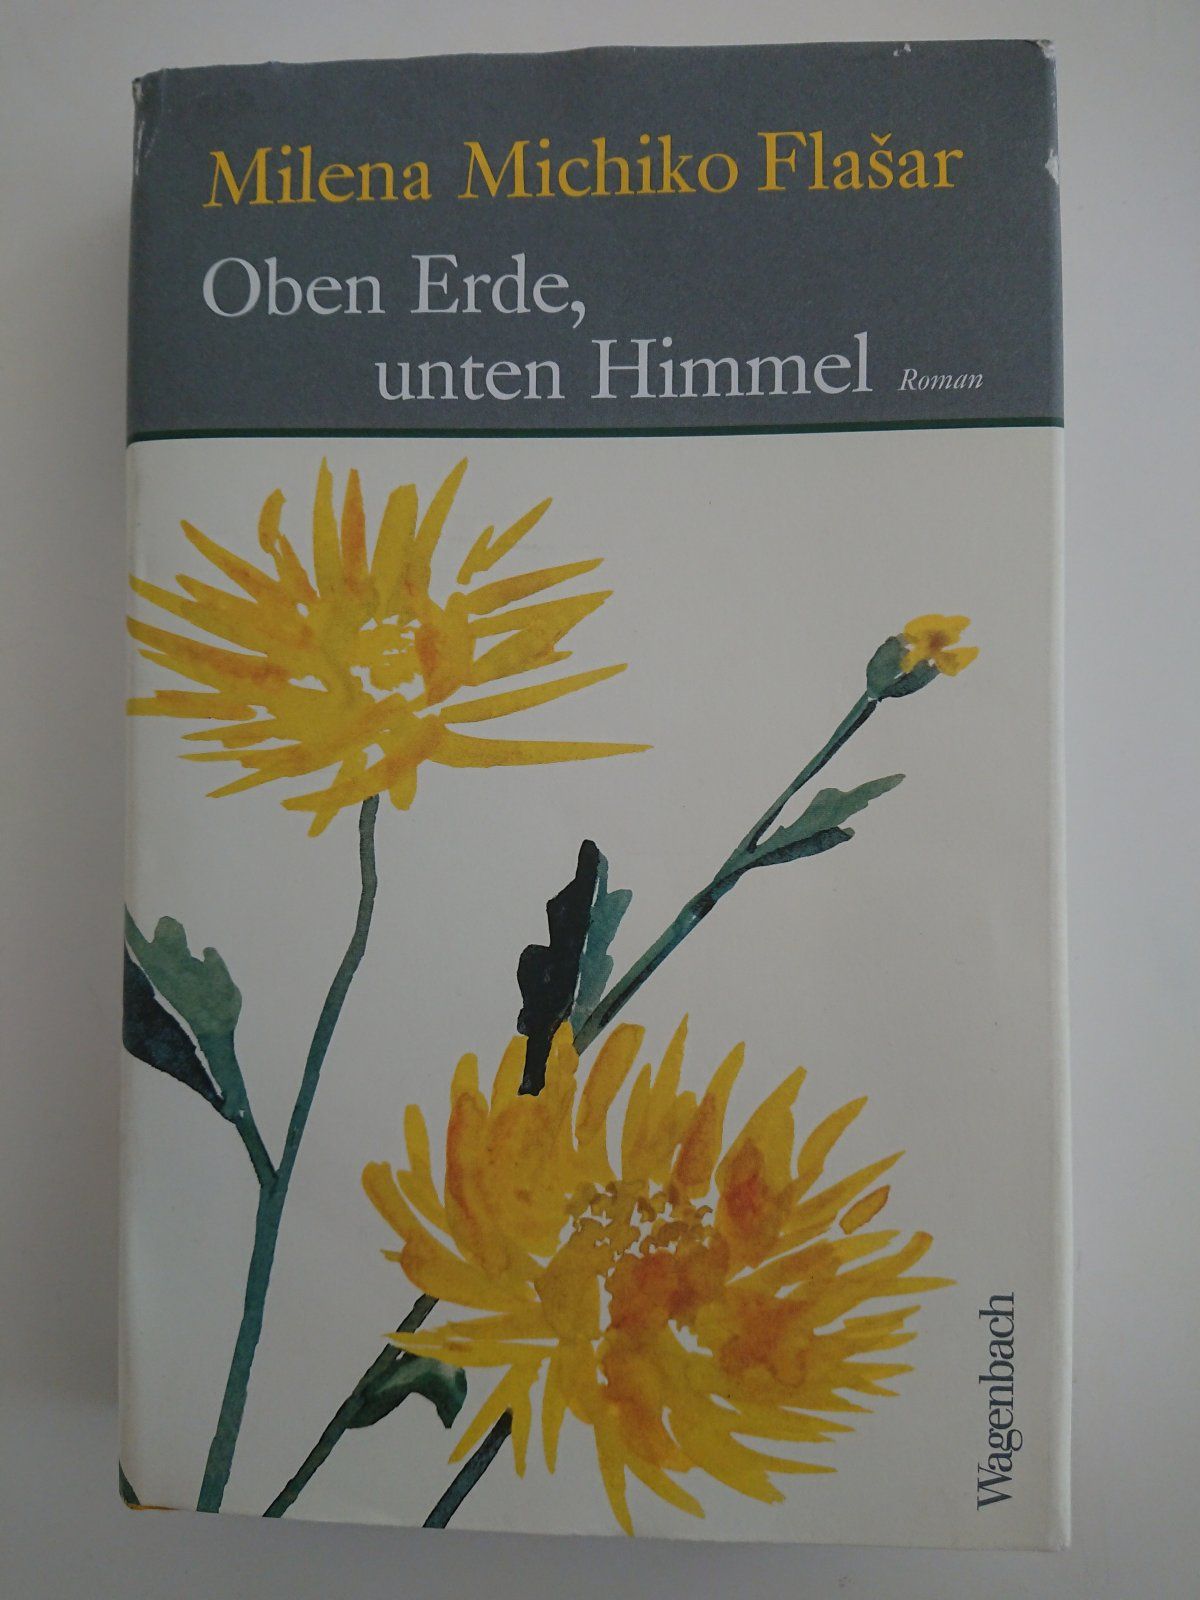 Milena Michiko Flašar
Oben Erde,
unten Himmel Roman
Wagenbach